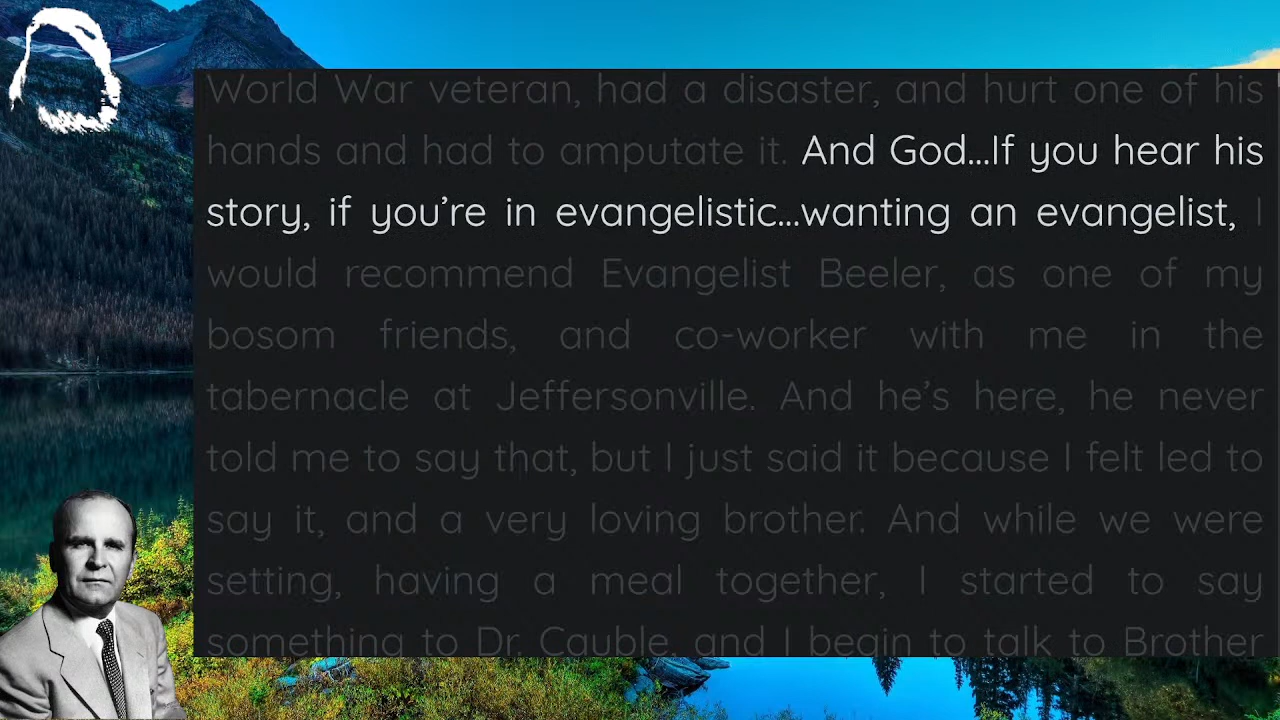 World War veteran, had a disaster, and hurt one of his
hands and had to amputate it. And God...If you hear his
story, if you’re in evangelistic...wanting an evangelist, I
would recommend Evangelist Beeler, as one of my
bosom friends, and co-worker with me in the
tabernacle at Jeffersonville. And he’s here, he never
told me to say that, but I just said it because I felt led to
say it, and a very loving brother. And while we were
setting, having a meal together, I started to say
something to Dr. Cauble, and I begin to talk to Brother